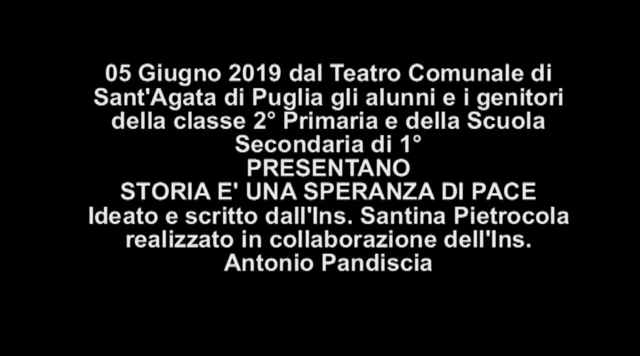 05 Giugno 2019 dal Teatro Comunale di
Sant'Agata di Puglia gli alunni e i genitori
della classe 2° Primaria e della Scuola
Secondaria di 1°
PRESENTANO
STORIA E' UNA SPERANZA DI PACE
Ideato e scritto dall'Ins. Santina Pietrocola
realizzato in collaborazione dell'Ins.
Antonio Pandiscia